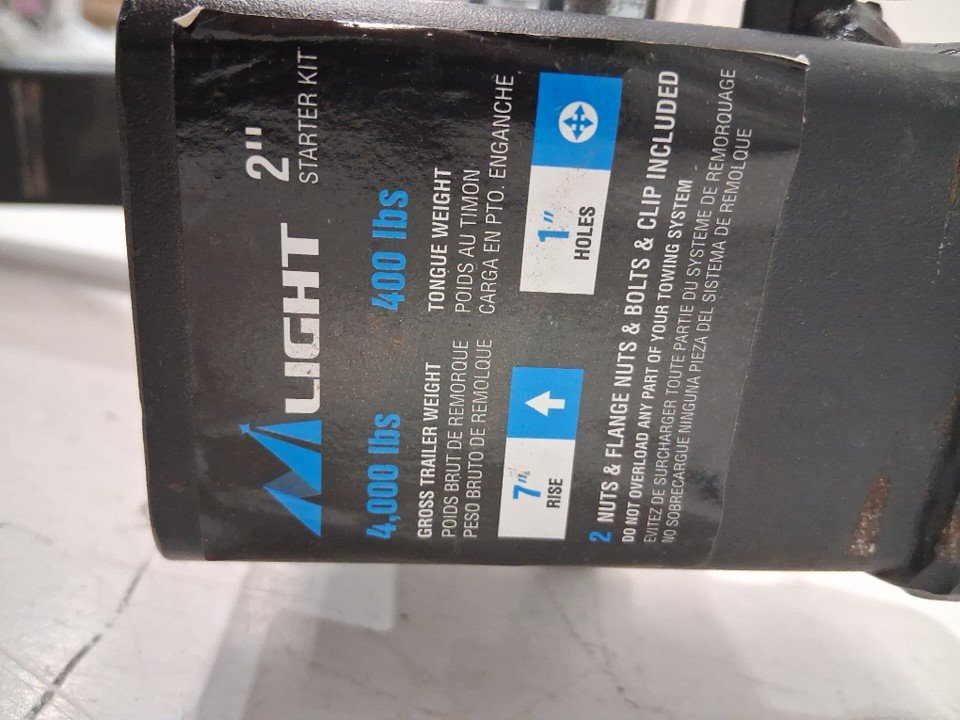 LIGHT 2"
STARTER KIT
4,000 lbs
GROSS TRAILER WEIGHT
POIDS BRUT DE REMORQUE
PESO BRUTO DE REMOLQUE
400 lbs
TONGUE WEIGHT
POIDS AU TIMON
CARGA EN PTO. ENGANCHE
7"
RISE
1"
HOLES
2 NUTS & FLANGE NUTS & BOLTS & CLIP INCLUDED
DO NOT OVERLOAD ANY PART OF YOUR TOWING SYSTEM
EVITEZ DE SURCHARGER TOUTE PARTIE DU SYSTEME DE REMORQUAGE
NO SOBRECARGUE NINGUNA PIEZA DEL SISTEMA DE REMOLQUE